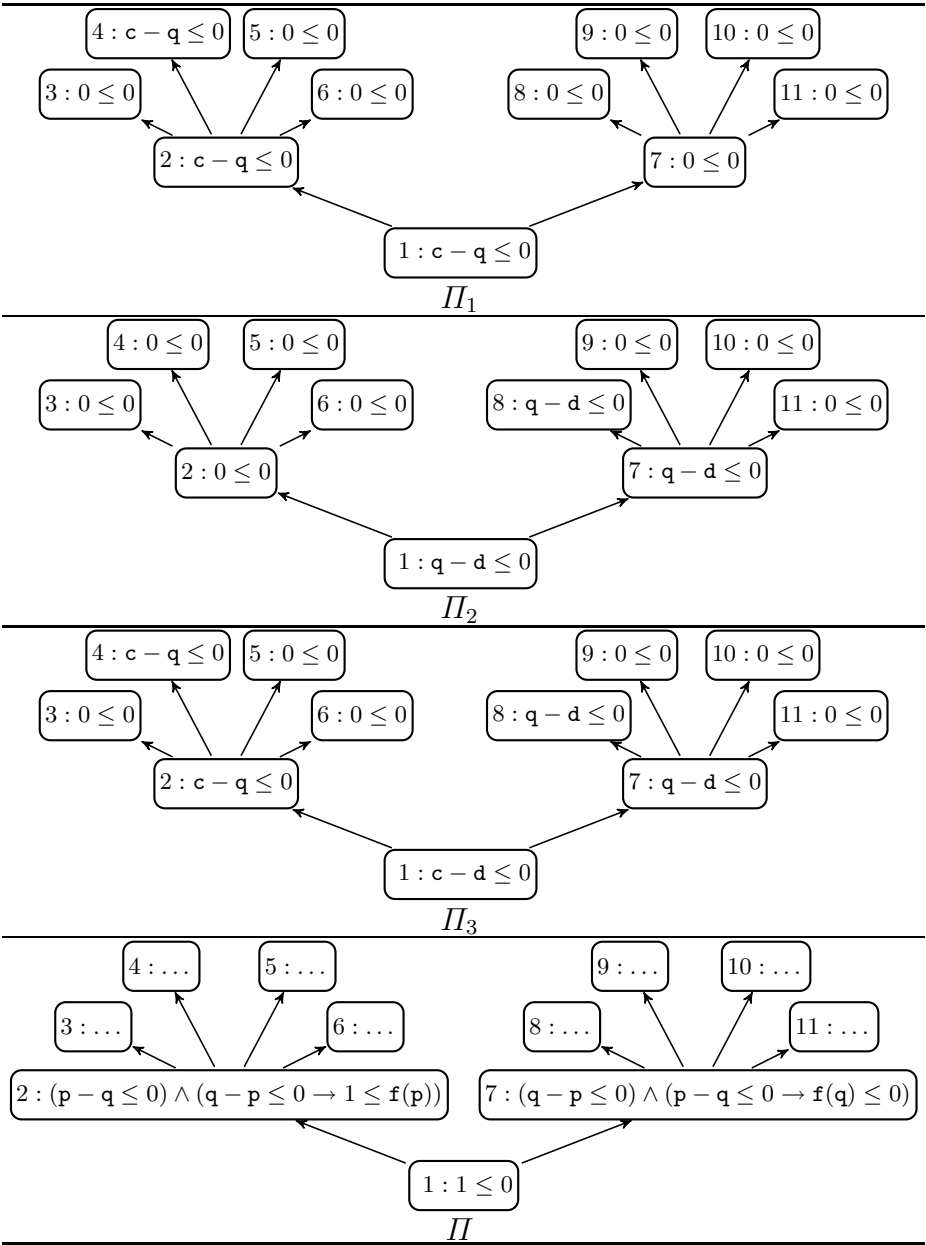 4 : c − q ≤ 0 5 : 0 ≤ 0 9 : 0 ≤ 0 10 : 0 ≤ 0
3 : 0 ≤ 0 6 : 0 ≤ 0 8 : 0 ≤ 0 11 : 0 ≤ 0
2 : c − q ≤ 0 7 : 0 ≤ 0
1 : c − q ≤ 0
Π₁
4 : 0 ≤ 0 5 : 0 ≤ 0 9 : 0 ≤ 0 10 : 0 ≤ 0
3 : 0 ≤ 0 6 : 0 ≤ 0 8 : q − d ≤ 0 11 : 0 ≤ 0
2 : 0 ≤ 0 7 : q − d ≤ 0
1 : q − d ≤ 0
Π₂
4 : c − q ≤ 0 5 : 0 ≤ 0 9 : 0 ≤ 0 10 : 0 ≤ 0
3 : 0 ≤ 0 6 : 0 ≤ 0 8 : q − d ≤ 0 11 : 0 ≤ 0
2 : c − q ≤ 0 7 : q − d ≤ 0
1 : c − d ≤ 0
Π₃
4 : ... 5 : ... 9 : ... 10 : ...
3 : ... 6 : ... 8 : ... 11 : ...
2 : (p − q ≤ 0) ∧ (q − p ≤ 0 → 1 ≤ f(p)) 7 : (q − p ≤ 0) ∧ (p − q ≤ 0 → f(q) ≤ 0)
1 : 1 ≤ 0
Π